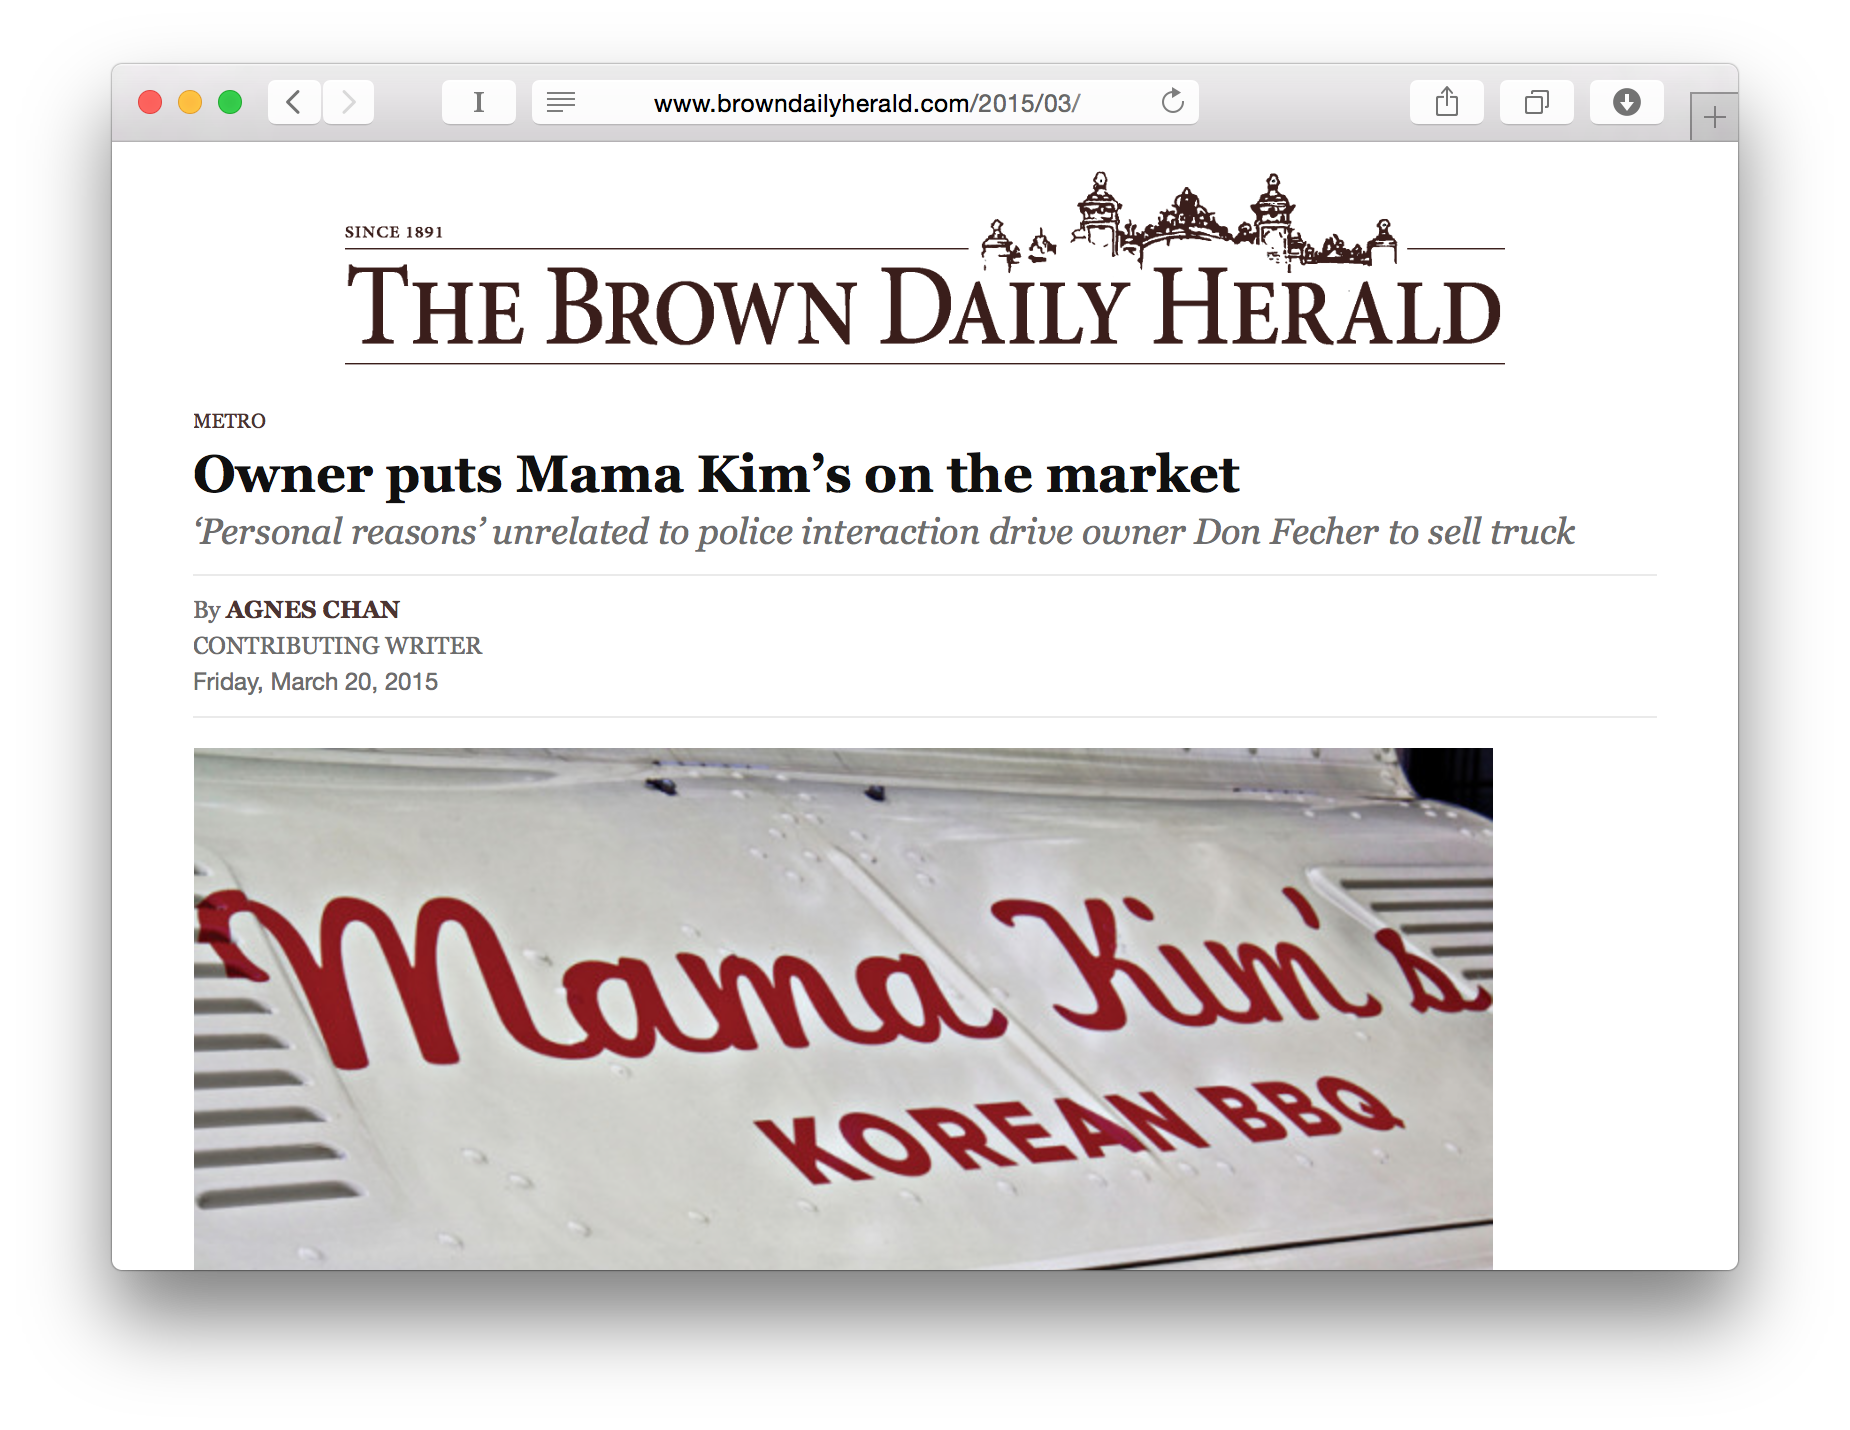 I
www.browndailyherald.com/2015/03/
SINCE 1891
THE BROWN DAILY HERALD
METRO
Owner puts Mama Kim’s on the market
‘Personal reasons’ unrelated to police interaction drive owner Don Fecher to sell truck
By AGNES CHAN
CONTRIBUTING WRITER
Friday, March 20, 2015
Mama Kim's
KOREAN BBQ